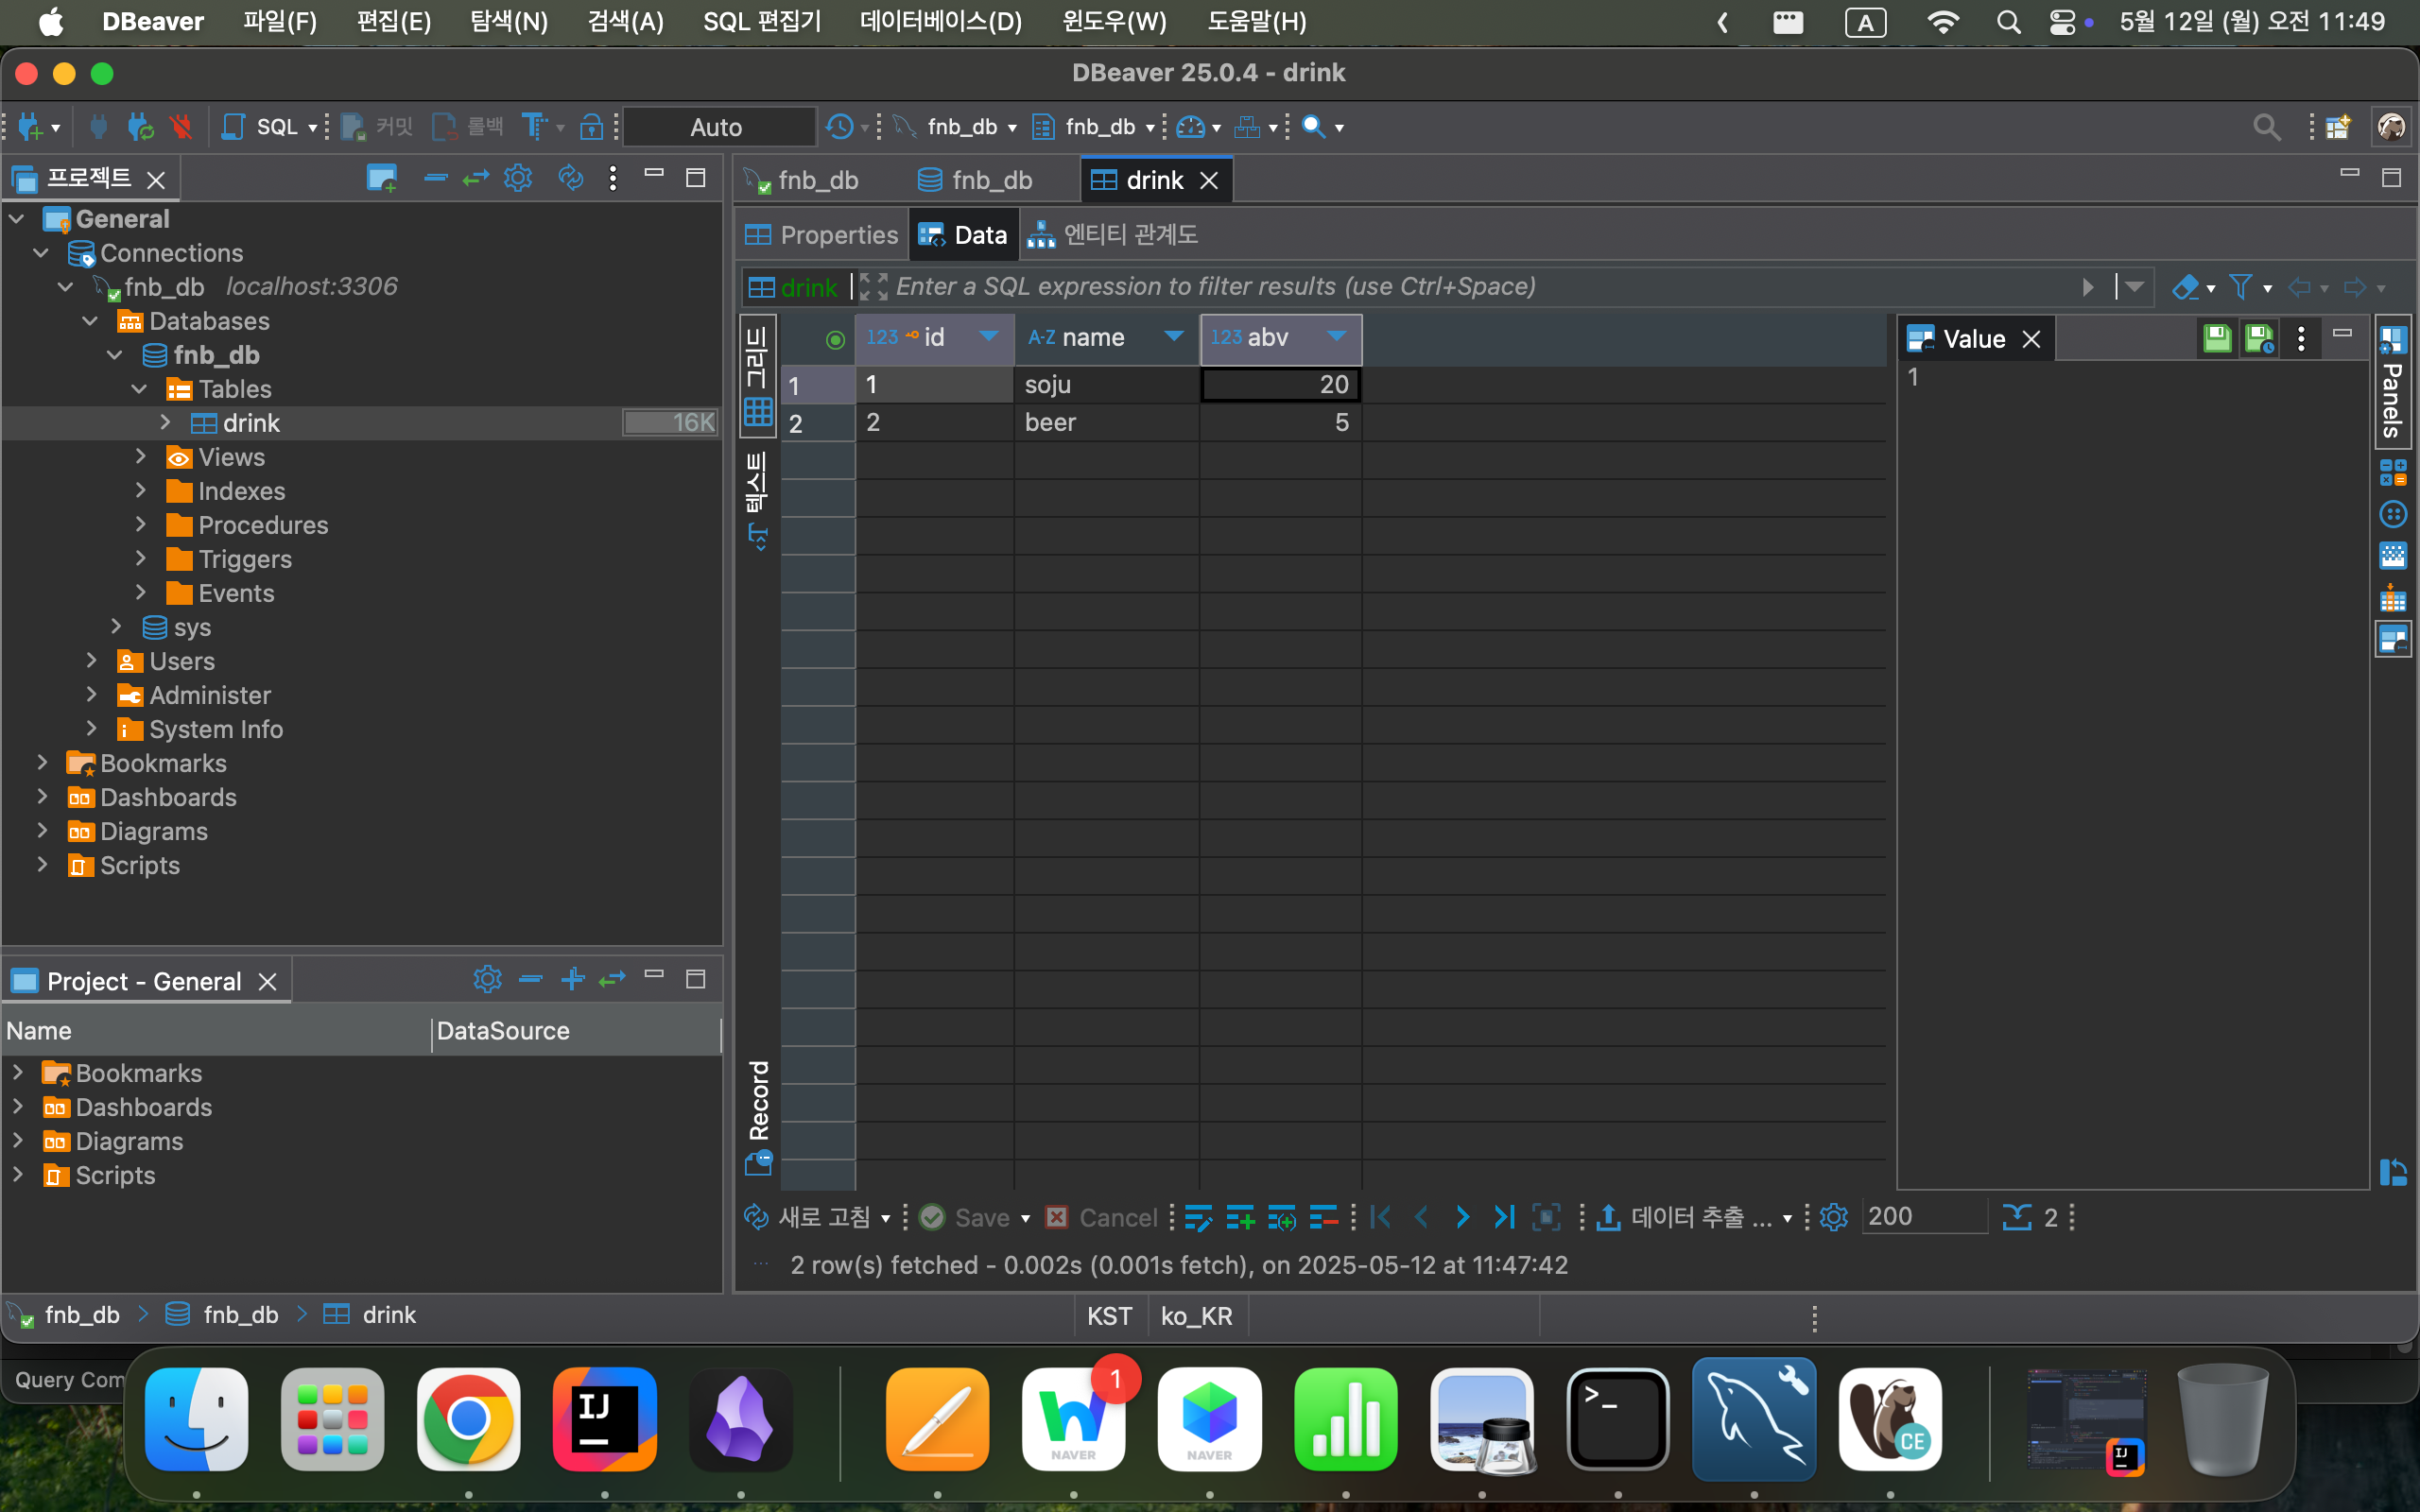 DBeaver 파일(F) 편집(E) 탐색(N) 검색(A) SQL 편집기 데이터베이스(D) 윈도우(W) 도움말(H) A 5월 12일 (월) 오전 11:49
DBeaver 25.0.4 - drink
SQL 커밋 롤백 Auto fnb_db fnb_db
프로젝트
General
Connections
fnb_db localhost:3306
Databases
fnb_db
Tables
drink 16K
Views
Indexes
Procedures
Triggers
Events
sys
Users
Administer
System Info
Bookmarks
Dashboards
Diagrams
Scripts
Project - General
Name DataSource
Bookmarks
Dashboards
Diagrams
Scripts
fnb_db fnb_db drink
Properties Data 엔티티 관계도
drink Enter a SQL expression to filter results (use Ctrl+Space)
그리드
텍스트
Record
123 id A-Z name 123 abv
1 1 soju 20
2 2 beer 5
Value
1
Panels
새로 고침 Save Cancel 데이터 추출 ... 200 2
2 row(s) fetched - 0.002s (0.001s fetch), on 2025-05-12 at 11:47:42
fnb_db fnb_db drink KST ko_KR
Query Com
IJ
NAVER
1
NAVER
>_
CE
IJ